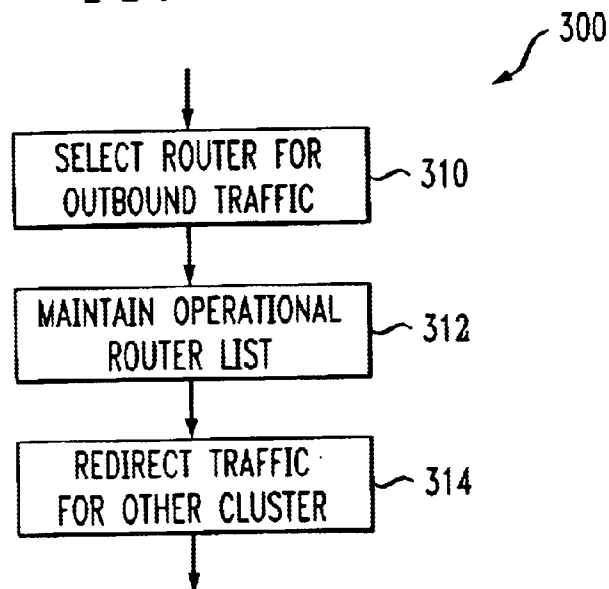 300
SELECT ROUTER FOR
OUTBOUND TRAFFIC
310
MAINTAIN OPERATIONAL
ROUTER LIST
312
REDIRECT TRAFFIC
FOR OTHER CLUSTER
314